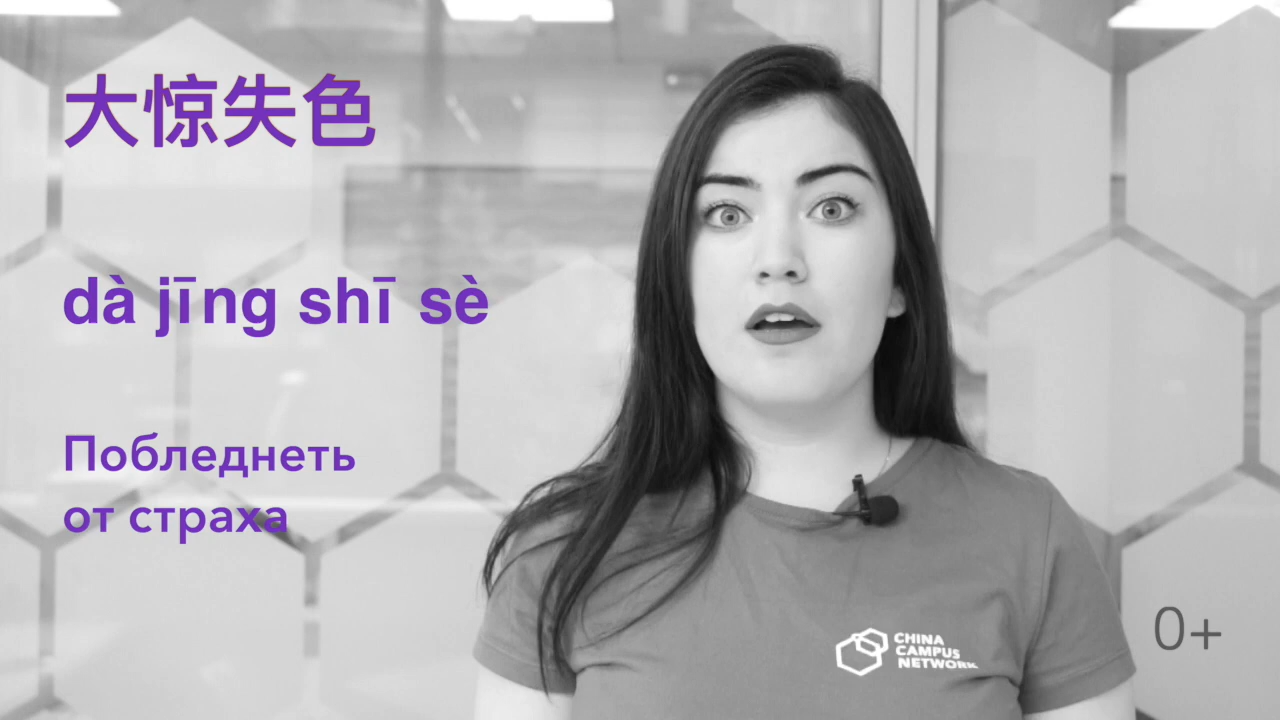 大惊失色
dà jīng shī sè
Побледнеть
от страха
CHINA
CAMPUS
NETWORK
0+